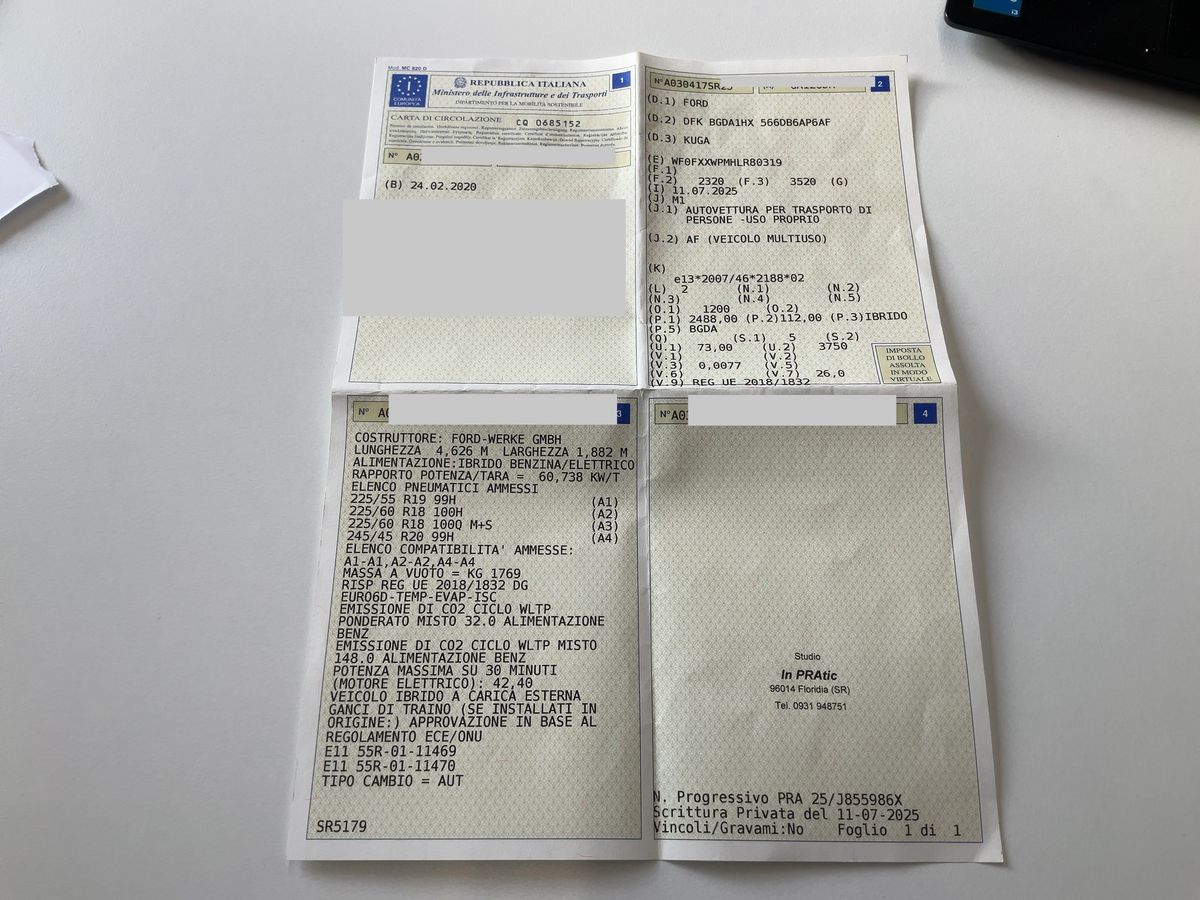 Mod. MC 820 D
COMUNITÀ EUROPEA
I
REPUBBLICA ITALIANA
1
Ministero delle Infrastrutture e dei Trasporti
DIPARTIMENTO PER LA MOBILITÀ SOSTENIBILE
CARTA DI CIRCOLAZIONE CQ 0685152
N° A0
(B) 24.02.2020
N° A030417SR25
2
(D.1) FORD
(D.2) DFK BGDA1HX 566DB6AP6AF
(D.3) KUGA
(E) WF0FXXWPMHLR80319
(F.1)
(F.2) 2320 (F.3) 3520 (G)
(I) 11.07.2025
(J) M1
(J.1) AUTOVETTURA PER TRASPORTO DI
PERSONE -USO PROPRIO
(J.2) AF (VEICOLO MULTIUSO)
(K)
e13*2007/46*2188*02
(L) 2 (N.1) (N.2)
(N.3) (N.4) (N.5)
(O.1) 1200 (O.2)
(P.1) 2488,00 (P.2)112,00 (P.3)IBRIDO
(P.5) BGDA
(Q) (S.1) 5 (S.2)
(U.1) 73,00 (U.2) 3750
(V.1) (V.2)
(V.3) 0,0077 (V.5)
(V.6) (V.7) 26,0
(V.9) REG UE 2018/1832
IMPOSTA
DI BOLLO
ASSOLTA
IN MODO
VIRTUALE
N° A0
3
COSTRUTTORE: FORD-WERKE GMBH
LUNGHEZZA 4,626 M LARGHEZZA 1,882 M
ALIMENTAZIONE:IBRIDO BENZINA/ELETTRICO
RAPPORTO POTENZA/TARA = 60,738 KW/T
ELENCO PNEUMATICI AMMESSI
225/55 R19 99H (A1)
225/60 R18 100H (A2)
225/60 R18 100Q M+S (A3)
245/45 R20 99H (A4)
ELENCO COMPATIBILITA' AMMESSE:
A1-A1,A2-A2,A4-A4
MASSA A VUOTO = KG 1769
RISP REG UE 2018/1832 DG
EURO6D-TEMP-EVAP-ISC
EMISSIONE DI CO2 CICLO WLTP
PONDERATO MISTO 32.0 ALIMENTAZIONE
BENZ
EMISSIONE DI CO2 CICLO WLTP MISTO
148.0 ALIMENTAZIONE BENZ
POTENZA MASSIMA SU 30 MINUTI
(MOTORE ELETTRICO): 42,40
VEICOLO IBRIDO A CARICA ESTERNA
GANCI DI TRAINO (SE INSTALLATI IN
ORIGINE:) APPROVAZIONE IN BASE AL
REGOLAMENTO ECE/ONU
E11 55R-01-11469
E11 55R-01-11470
TIPO CAMBIO = AUT
SR5179
N° A03
4
Studio
In PRAtic
96014 Floridia (SR)
Tel. 0931 948751
N. Progressivo PRA 25/J855986X
Scrittura Privata del 11-07-2025
Vincoli/Gravami:No Foglio 1 di 1
i3